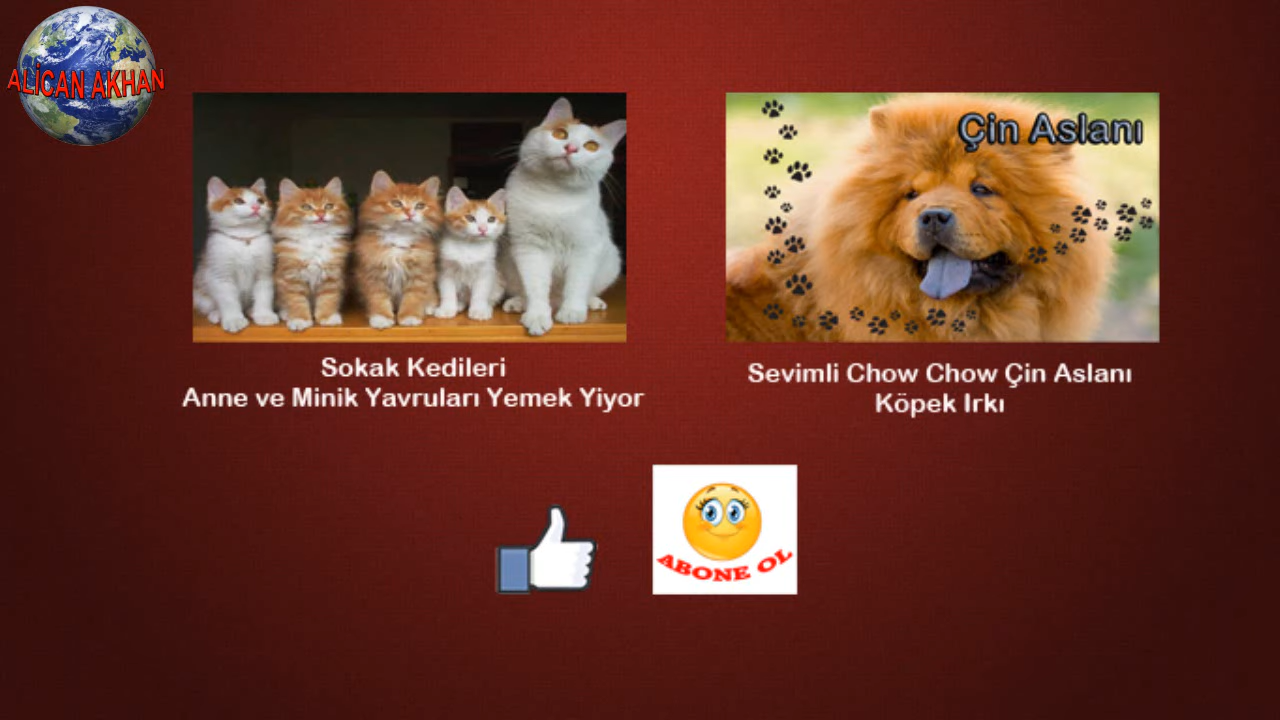 ALİCAN AKHAN
Çin Aslanı
Sokak Kedileri
Anne ve Minik Yavruları Yemek Yiyor
Sevimli Chow Chow Çin Aslanı
Köpek Irkı
ABONE OL